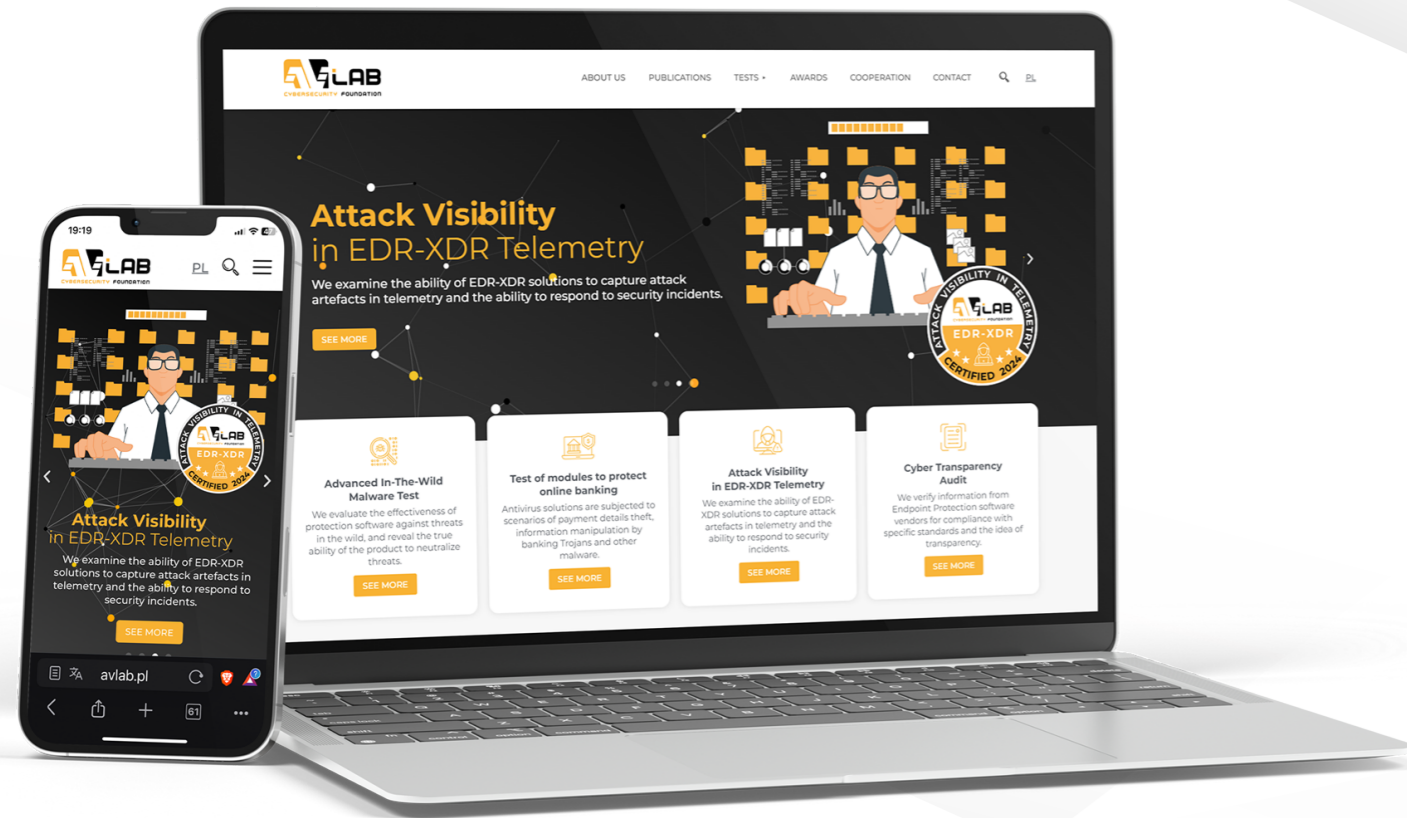 AVLAB
CYBERSECURITY FOUNDATION
ABOUT US
PUBLICATIONS
TESTS
AWARDS
COOPERATION
CONTACT
PL
Attack Visibility
in EDR-XDR Telemetry
We examine the ability of EDR-XDR solutions to capture attack
artefacts in telemetry and the ability to respond to security incidents.
SEE MORE
ATTACK VISIBILITY IN TELEMETRY
AVLAB
CYBERSECURITY FOUNDATION
EDR-XDR
CERTIFIED 2024
Advanced In-The-Wild
Malware Test
We evaluate the effectiveness of
protection software against threats
in the wild, and reveal the true
ability of the product to neutralize
threats.
SEE MORE
Test of modules to protect
online banking
Antivirus solutions are subjected to
scenarios of payment details theft,
information manipulation by
banking Trojans and other
malware.
SEE MORE
Attack Visibility
in EDR-XDR Telemetry
We examine the ability of EDR-
XDR solutions to capture attack
artefacts in telemetry and the
ability to respond to security
incidents.
SEE MORE
Cyber Transparency
Audit
We verify information from
Endpoint Protection software
vendors for compliance with
specific standards and the idea of
transparency.
SEE MORE
19:19
AVLAB
CYBERSECURITY FOUNDATION
PL
ATTACK VISIBILITY IN TELEMETRY
AVLAB
EDR-XDR
CERTIFIED 2024
Attack Visibility
in EDR-XDR Telemetry
We examine the ability of EDR-XDR
solutions to capture attack artefacts in
telemetry and the ability to respond to
security incidents.
SEE MORE
avlab.pl
61
fn
control
option
command